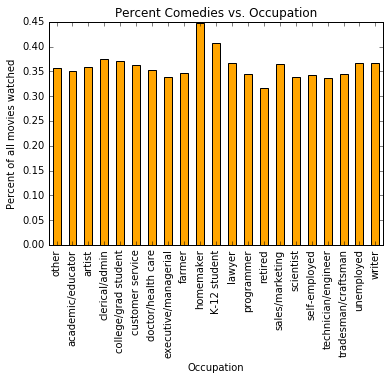 Percent Comedies vs. Occupation
Percent of all movies watched
0.45
0.40
0.35
0.30
0.25
0.20
0.15
0.10
0.05
0.00
other
academic/educator
artist
clerical/admin
college/grad student
customer service
doctor/health care
executive/managerial
farmer
homemaker
K-12 student
lawyer
programmer
retired
sales/marketing
scientist
self-employed
technician/engineer
tradesman/craftsman
unemployed
writer
Occupation